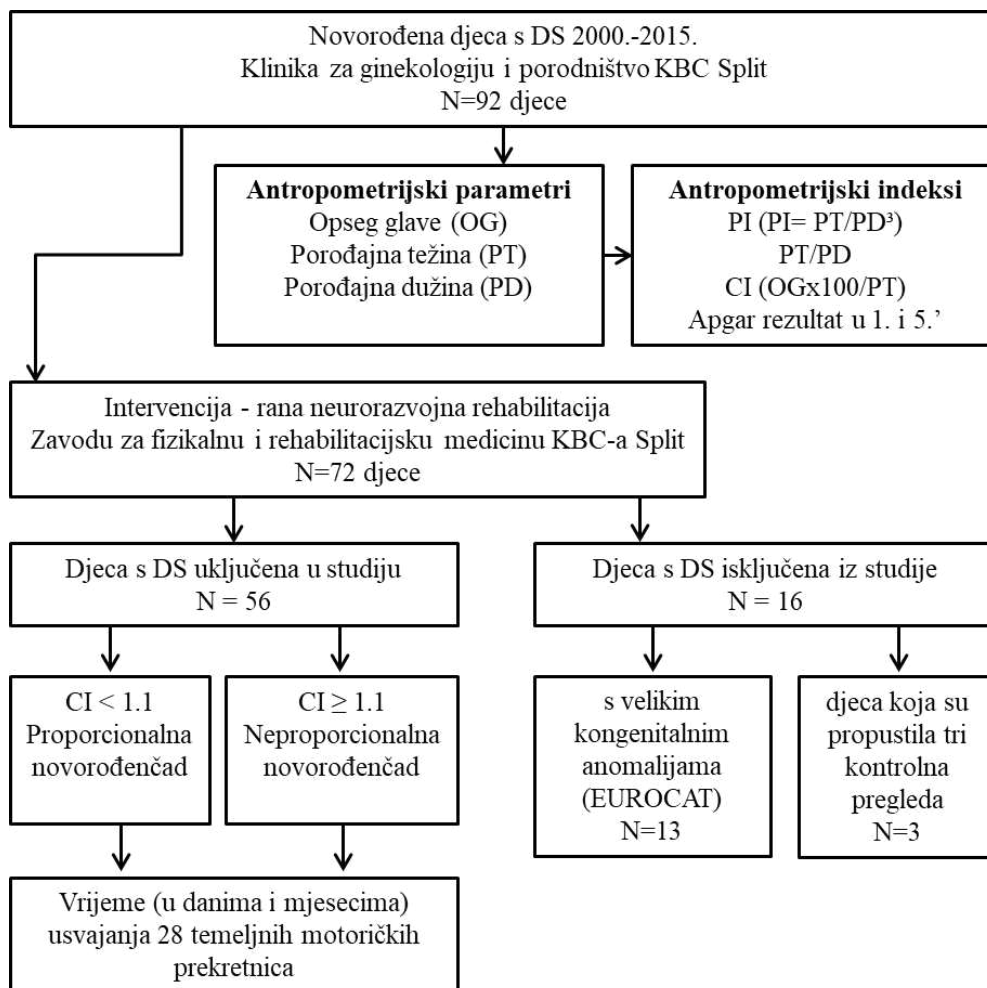 Novorođena djeca s DS 2000.-2015.
Klinika za ginekologiju i porodništvo KBC Split
N=92 djece
Antropometrijski parametri
Opseg glave (OG)
Porođajna težina (PT)
Porođajna dužina (PD)
Antropometrijski indeksi
PI (PI= PT/PD³)
PT/PD
CI (OGx100/PT)
Apgar rezultat u 1. i 5.’
Intervencija - rana neurorazvojna rehabilitacija
Zavodu za fizikalnu i rehabilitacijsku medicinu KBC-a Split
N=72 djece
Djeca s DS uključena u studiju
N = 56
Djeca s DS isključena iz studije
N = 16
CI < 1.1
Proporcionalna
novorođenčad
CI ≥ 1.1
Neproporcionalna
novorođenčad
s velikim
kongenitalnim
anomalijama
(EUROCAT)
N=13
djeca koja su
propustila tri
kontrolna
pregleda
N=3
Vrijeme (u danima i mjesecima)
usvajanja 28 temeljnih motoričkih
prekretnica